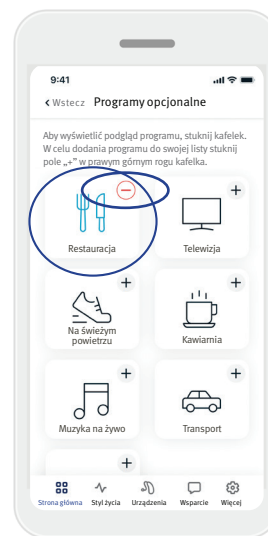 9:41
Wstecz Programy opcjonalne
Aby wyświetlić podgląd programu, stuknij kafelek.
W celu dodania programu do swojej listy stuknij
pole „+” w prawym górnym rogu kafelka.
Restauracja
Telewizja
Na świeżym
powietrzu
Kawiarnia
Muzyka na żywo
Transport
Strona główna Styl życia Urządzenia Wsparcie Więcej